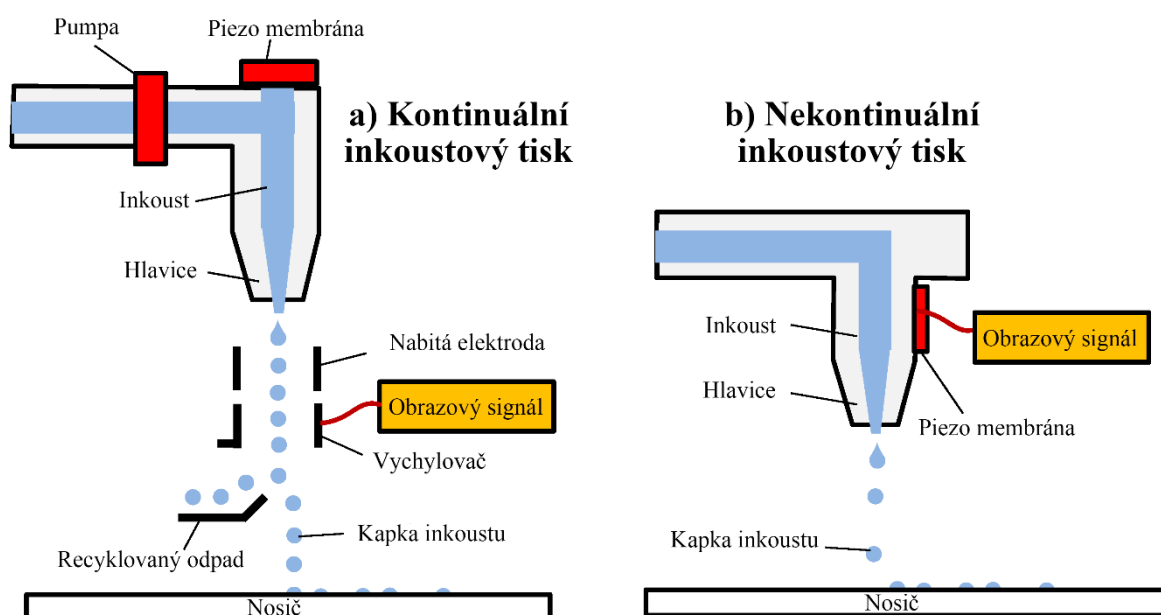 Pumpa
Piezo membrána
a) Kontinuální
inkoustový tisk
Inkoust
Hlavice
Nabitá elektroda
Obrazový signál
Vychylovač
Kapka inkoustu
Recyklovaný odpad
Nosič
b) Nekontinuální
inkoustový tisk
Inkoust
Obrazový signál
Hlavice
Piezo membrána
Kapka inkoustu
Nosič